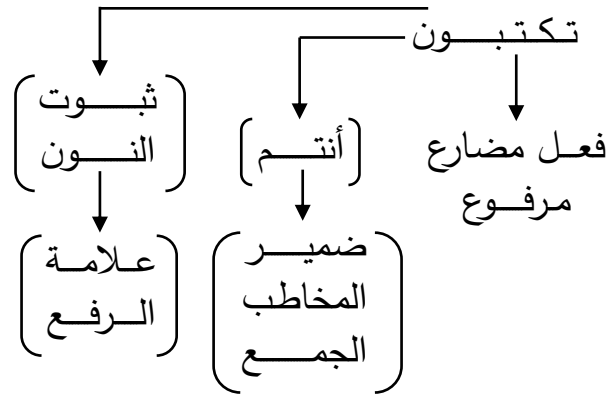 تكتبون
فعل مضارع
مرفوع
(أنتم)
(ثبوت
النون)
(ضمير
المخاطب
الجمع)
(علامة
الرفع)